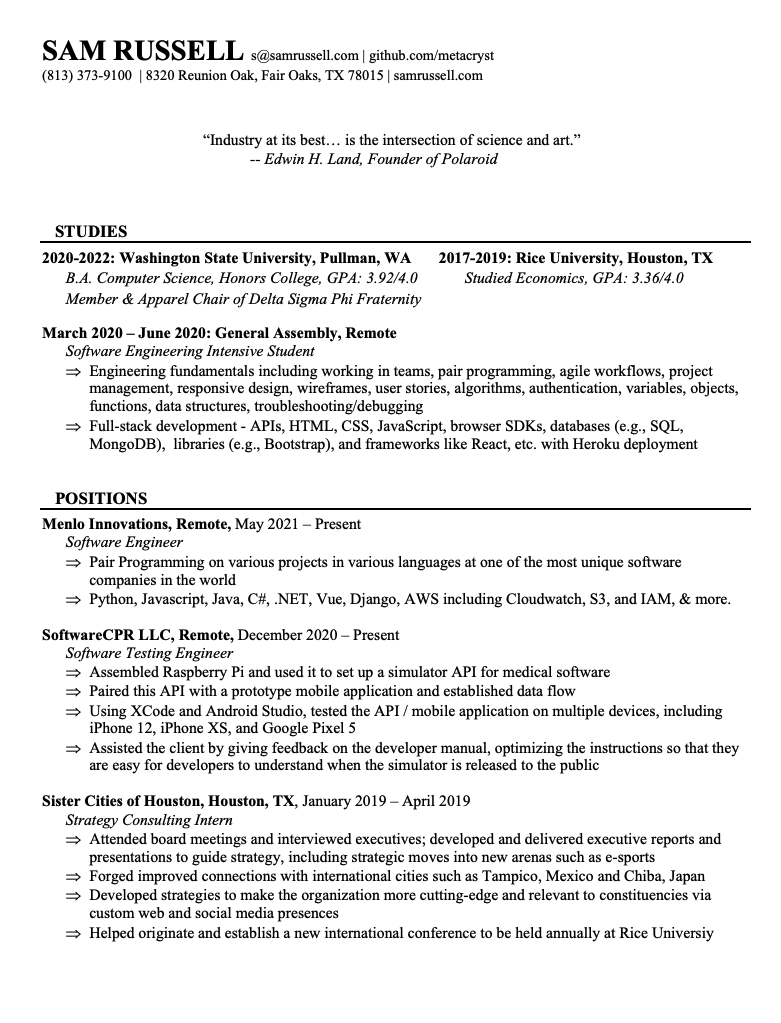 SAM RUSSELL s@samrussell.com | github.com/metacryst
(813) 373-9100 | 8320 Reunion Oak, Fair Oaks, TX 78015 | samrussell.com
“Industry at its best… is the intersection of science and art.”
-- Edwin H. Land, Founder of Polaroid
STUDIES
2020-2022: Washington State University, Pullman, WA 2017-2019: Rice University, Houston, TX
B.A. Computer Science, Honors College, GPA: 3.92/4.0 Studied Economics, GPA: 3.36/4.0
Member & Apparel Chair of Delta Sigma Phi Fraternity
March 2020 – June 2020: General Assembly, Remote
Software Engineering Intensive Student
⇒ Engineering fundamentals including working in teams, pair programming, agile workflows, project
management, responsive design, wireframes, user stories, algorithms, authentication, variables, objects,
functions, data structures, troubleshooting/debugging
⇒ Full-stack development - APIs, HTML, CSS, JavaScript, browser SDKs, databases (e.g., SQL,
MongoDB), libraries (e.g., Bootstrap), and frameworks like React, etc. with Heroku deployment
POSITIONS
Menlo Innovations, Remote, May 2021 – Present
Software Engineer
⇒ Pair Programming on various projects in various languages at one of the most unique software
companies in the world
⇒ Python, Javascript, Java, C#, .NET, Vue, Django, AWS including Cloudwatch, S3, and IAM, & more.
SoftwareCPR LLC, Remote, December 2020 – Present
Software Testing Engineer
⇒ Assembled Raspberry Pi and used it to set up a simulator API for medical software
⇒ Paired this API with a prototype mobile application and established data flow
⇒ Using XCode and Android Studio, tested the API / mobile application on multiple devices, including
iPhone 12, iPhone XS, and Google Pixel 5
⇒ Assisted the client by giving feedback on the developer manual, optimizing the instructions so that they
are easy for developers to understand when the simulator is released to the public
Sister Cities of Houston, Houston, TX, January 2019 – April 2019
Strategy Consulting Intern
⇒ Attended board meetings and interviewed executives; developed and delivered executive reports and
presentations to guide strategy, including strategic moves into new arenas such as e-sports
⇒ Forged improved connections with international cities such as Tampico, Mexico and Chiba, Japan
⇒ Developed strategies to make the organization more cutting-edge and relevant to constituencies via
custom web and social media presences
⇒ Helped originate and establish a new international conference to be held annually at Rice Universiy